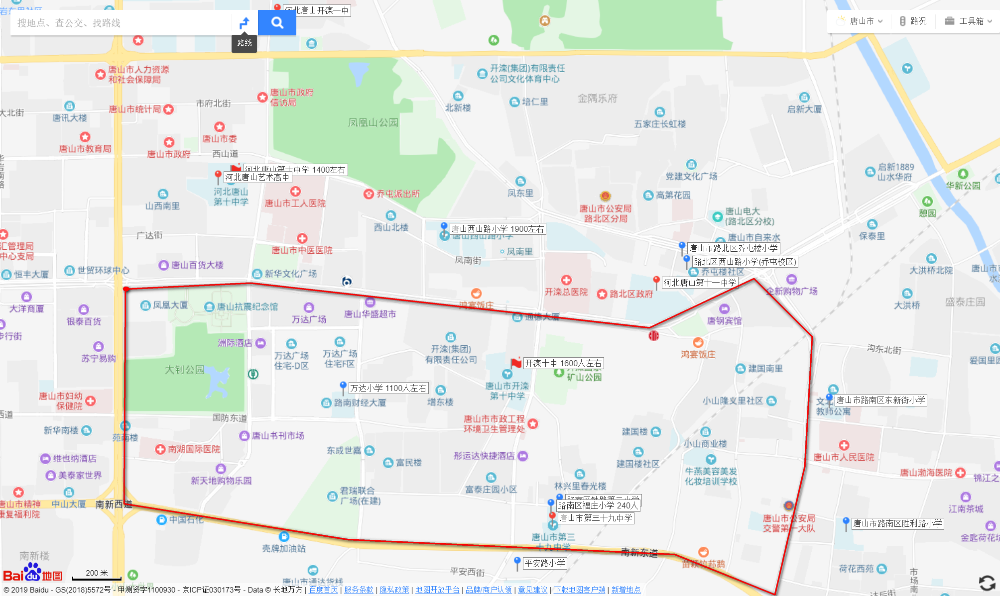 河北唐山开滦一中
搜地点、查公交、找路线
路线
唐山市
路况
工具箱
唐山市人力资源
和社会保障局
唐山市政府
信访局
开滦(集团)有限责任
公司文化体育中心
金隅乐府
大北街
唐讯大楼
唐山市统计局
市府北街
北新楼
培仁里
启新大厦
凤凰山公园
五家庄长虹楼
唐山市教育局
唐山市委
唐山市政府
西山道
河北唐山第十中学 1400左右
河北唐山艺术高中
河北唐山
第十中学
党建文化广场
启新1889
山水华府
华新公园
山西南里
唐山市工人医院
乔屯派出所
凤东里
高第花园
唐山市公安局
路北区分局
唐山电大
(路北区分校)
憩园
西山北楼
唐山西山路小学 1900左右
广达街
唐山市中医医院
凤南里
凤南街
唐山市自来水
保泰里
汇管理局
中心支局
唐山市路北区乔屯楼小学
路北区西山路小学(乔屯校区)
乔屯楼社区
恒丰大厦
世贸环球中心
唐山百货大楼
新华文化广场
大洪桥北院
唐山市市
开滦总医院
路北区政府
河北唐山第十一中学
企新购物广场
大洋商厦
凤凰大厦
唐山抗震纪念馆
万达广场
唐山华盛超市
鸿宴饭庄
通德大厦
唐钢宾馆
大洪桥
盛泰庄园
银泰百货
步行街
洲际酒店
苏宁易购
万达广场
住宅-D区
万达广场
住宅F区
开滦(集团)
有限责任公司
鸿宴饭庄
沟东北街
爱国里园
大钊公园
开滦十中 1600人左右
矿山公园
建国南里
唐山市开滦
第十中学
万达小学 1100人左右
路南财经大厦
增东楼
小山隆义里社区
唐山市路南区东新街小学
教师公寓
唐山市妇幼
保健院
西道
国防东道
唐山市市政工程
环境卫生管理处
新华南楼
苑南楼
唐山书刊市场
建国楼
小山商业楼
南湖国际医院
东成世嘉
彤运达快捷酒店
唐山市人民医院
维也纳酒店
富民楼
建国楼社区
美泰家世界
新天地购物乐园
牛燕美容美发
化妆培训学校
唐山渤海医院
锦江之
富泰庄园小区
林兴里春光楼
君瑞联合
广场(在建)
唐山市精神
康复福利院
中山大厦
南新西道
路南区铁路第二小学
路南区福庄小学 240人
唐山市第三十九中学
江南茶城
中国石化
唐山市公安局
交警第一大队
唐山市路南区胜利路小学
唐山市第三
十九中学
金匙荷花坊
壳牌加油站
南新东道
南新楼
平安路小学
苗颖竹荪鹅
平安西街
荷花西苑
唐山市通达货栈
Bai du 地图
200 米
© 2019 Baidu - GS(2018)5572号 - 甲测资字1100930 - 京ICP证030173号 - Data © 长地万方 | 百度首页 | 服务条款 | 隐私政策 | 地图开放平台 | 品牌/商户认领 | 意见建议 | 下载地图客户端 | 新增地点